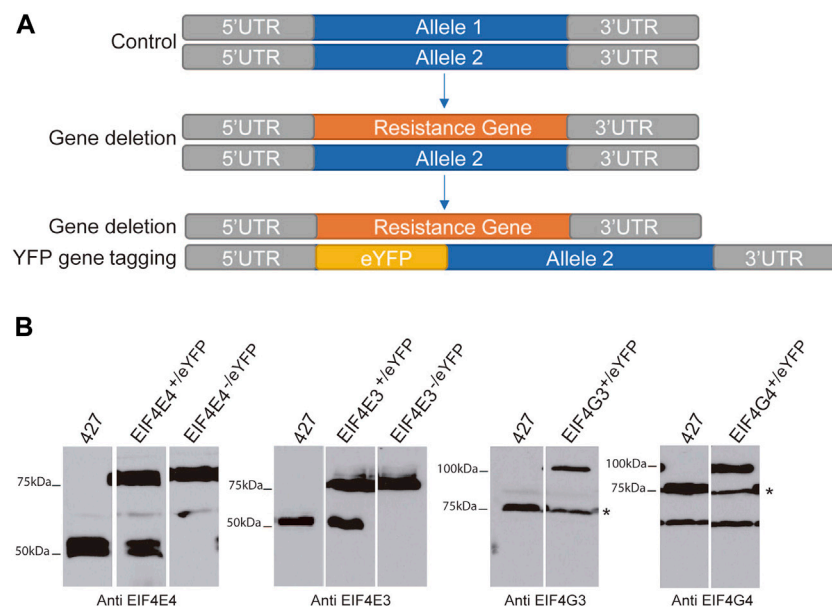 A
Control
5'UTR Allele 1 3'UTR
5'UTR Allele 2 3'UTR
Gene deletion
5'UTR Resistance Gene 3'UTR
5'UTR Allele 2 3'UTR
Gene deletion
5'UTR Resistance Gene 3'UTR
YFP gene tagging
5'UTR eYFP Allele 2 3'UTR
B
427 EIF4E4+/eYFP EIF4E4-/eYFP
75kDa
50kDa
Anti EIF4E4
427 EIF4E3+/eYFP EIF4E3-/eYFP
75kDa
50kDa
Anti EIF4E3
427 EIF4G3+/eYFP
100kDa
75kDa
*
Anti EIF4G3
427 EIF4G4+/eYFP
100kDa
75kDa
*
50kDa
Anti EIF4G4